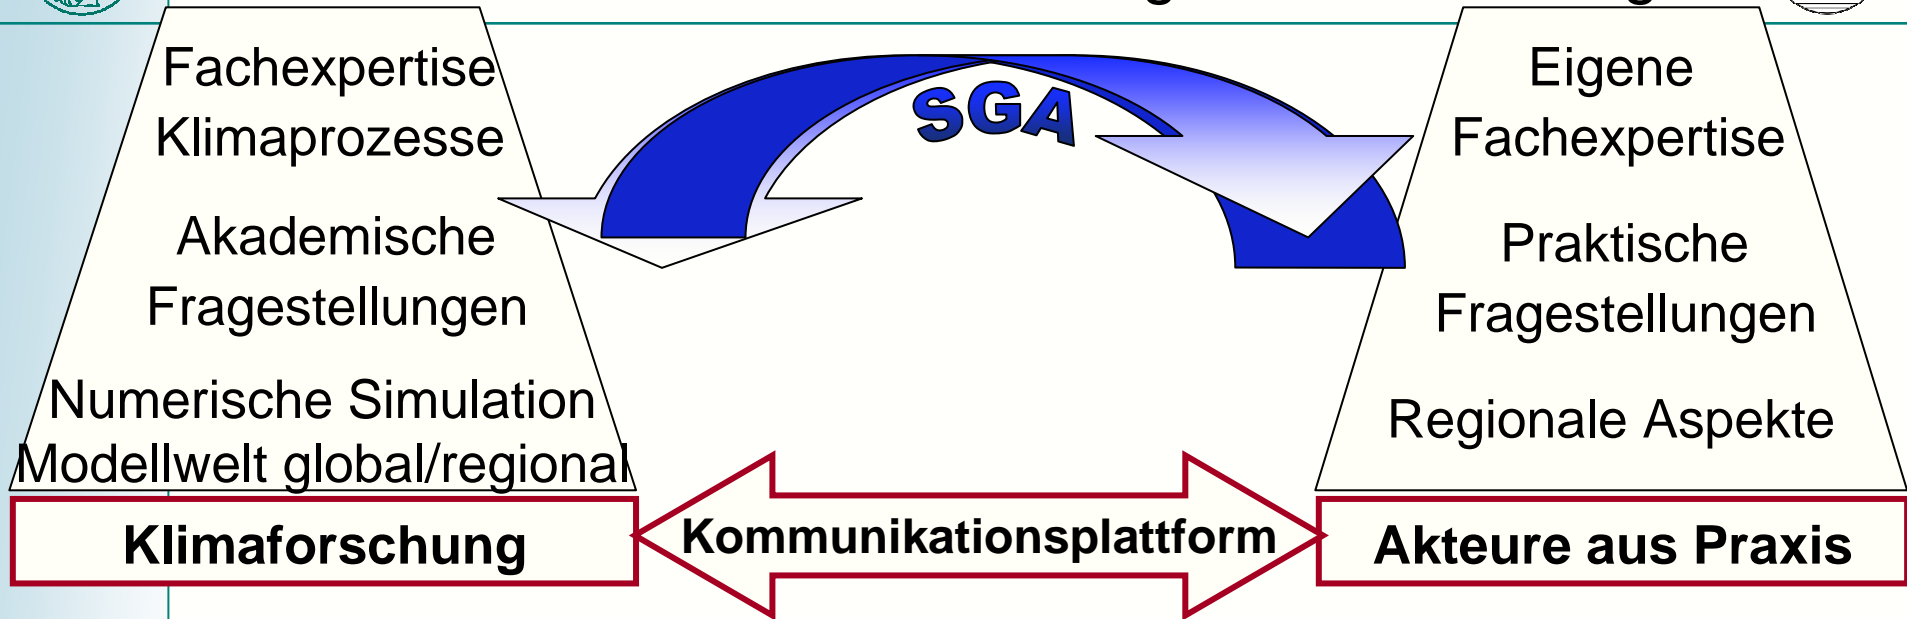 Fachexpertise
Klimaprozesse
Akademische
Fragestellungen
Numerische Simulation
Modellwelt global/regional
Klimaforschung
SGA
Kommunikationsplattform
Eigene
Fachexpertise
Praktische
Fragestellungen
Regionale Aspekte
Akteure aus Praxis